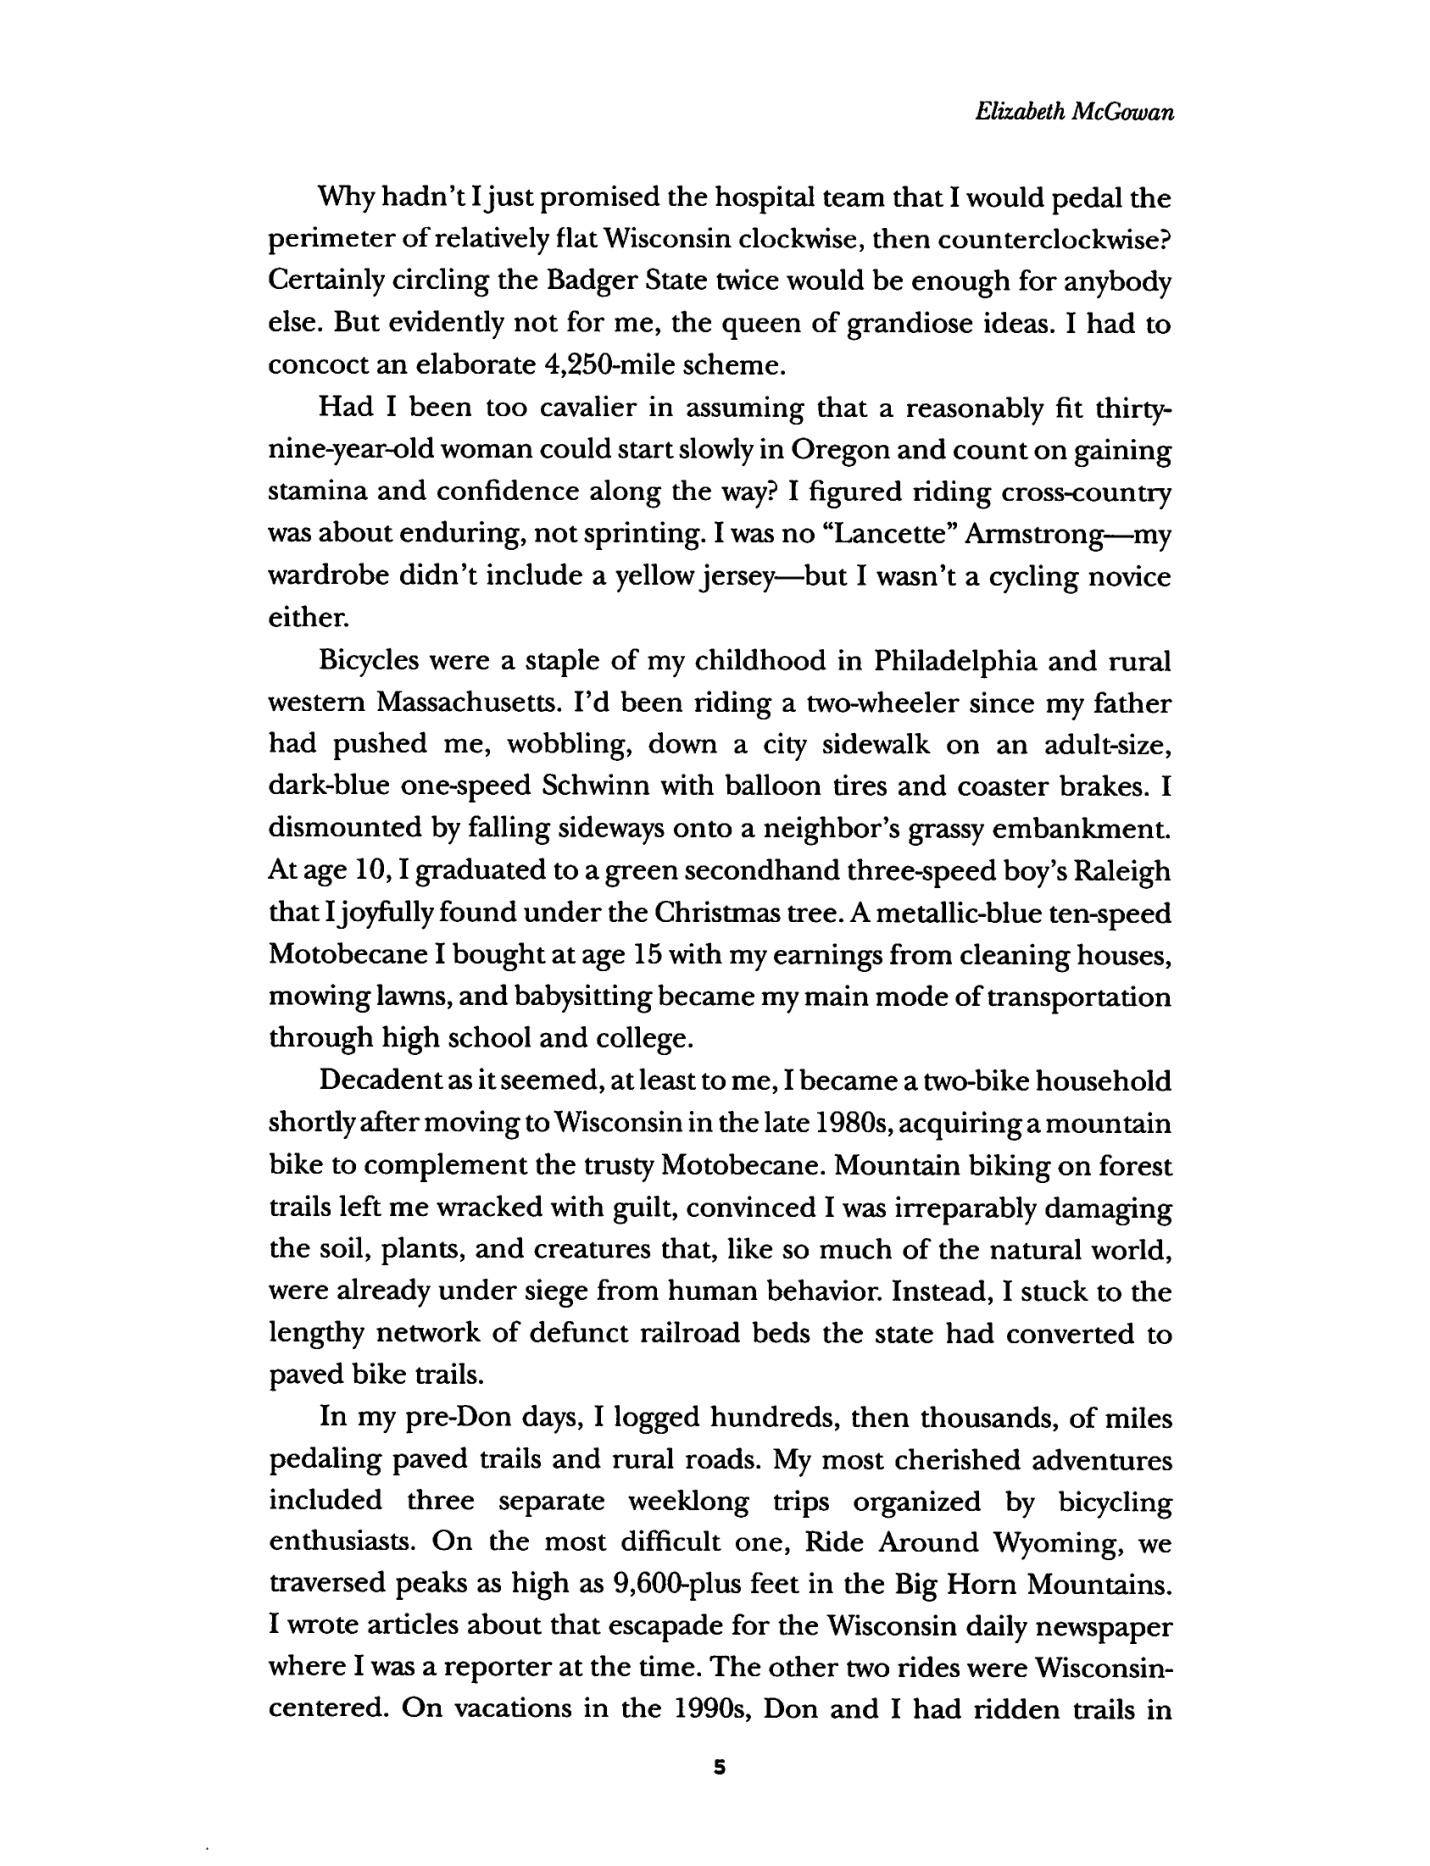 Elizabeth McGowan
Why hadn't I just promised the hospital team that I would pedal the
perimeter of relatively flat Wisconsin clockwise, then counterclockwise?
Certainly circling the Badger State twice would be enough for anybody
else. But evidently not for me, the queen of grandiose ideas. I had to
concoct an elaborate 4,250-mile scheme.
Had I been too cavalier in assuming that a reasonably fit thirty-
nine-year-old woman could start slowly in Oregon and count on gaining
stamina and confidence along the way? I figured riding cross-country
was about enduring, not sprinting. I was no “Lancette” Armstrong—my
wardrobe didn't include a yellow jersey—but I wasn't a cycling novice
either.
Bicycles were a staple of my childhood in Philadelphia and rural
western Massachusetts. I'd been riding a two-wheeler since my father
had pushed me, wobbling, down a city sidewalk on an adult-size,
dark-blue one-speed Schwinn with balloon tires and coaster brakes. I
dismounted by falling sideways onto a neighbor's grassy embankment.
At age 10, I graduated to a green secondhand three-speed boy's Raleigh
that I joyfully found under the Christmas tree. A metallic-blue ten-speed
Motobecane I bought at age 15 with my earnings from cleaning houses,
mowing lawns, and babysitting became my main mode of transportation
through high school and college.
Decadent as it seemed, at least to me, I became a two-bike household
shortly after moving to Wisconsin in the late 1980s, acquiring a mountain
bike to complement the trusty Motobecane. Mountain biking on forest
trails left me wracked with guilt, convinced I was irreparably damaging
the soil, plants, and creatures that, like so much of the natural world,
were already under siege from human behavior. Instead, I stuck to the
lengthy network of defunct railroad beds the state had converted to
paved bike trails.
In my pre-Don days, I logged hundreds, then thousands, of miles
pedaling paved trails and rural roads. My most cherished adventures
included three separate weeklong trips organized by bicycling
enthusiasts. On the most difficult one, Ride Around Wyoming, we
traversed peaks as high as 9,600-plus feet in the Big Horn Mountains.
I wrote articles about that escapade for the Wisconsin daily newspaper
where I was a reporter at the time. The other two rides were Wisconsin-
centered. On vacations in the 1990s, Don and I had ridden trails in
5